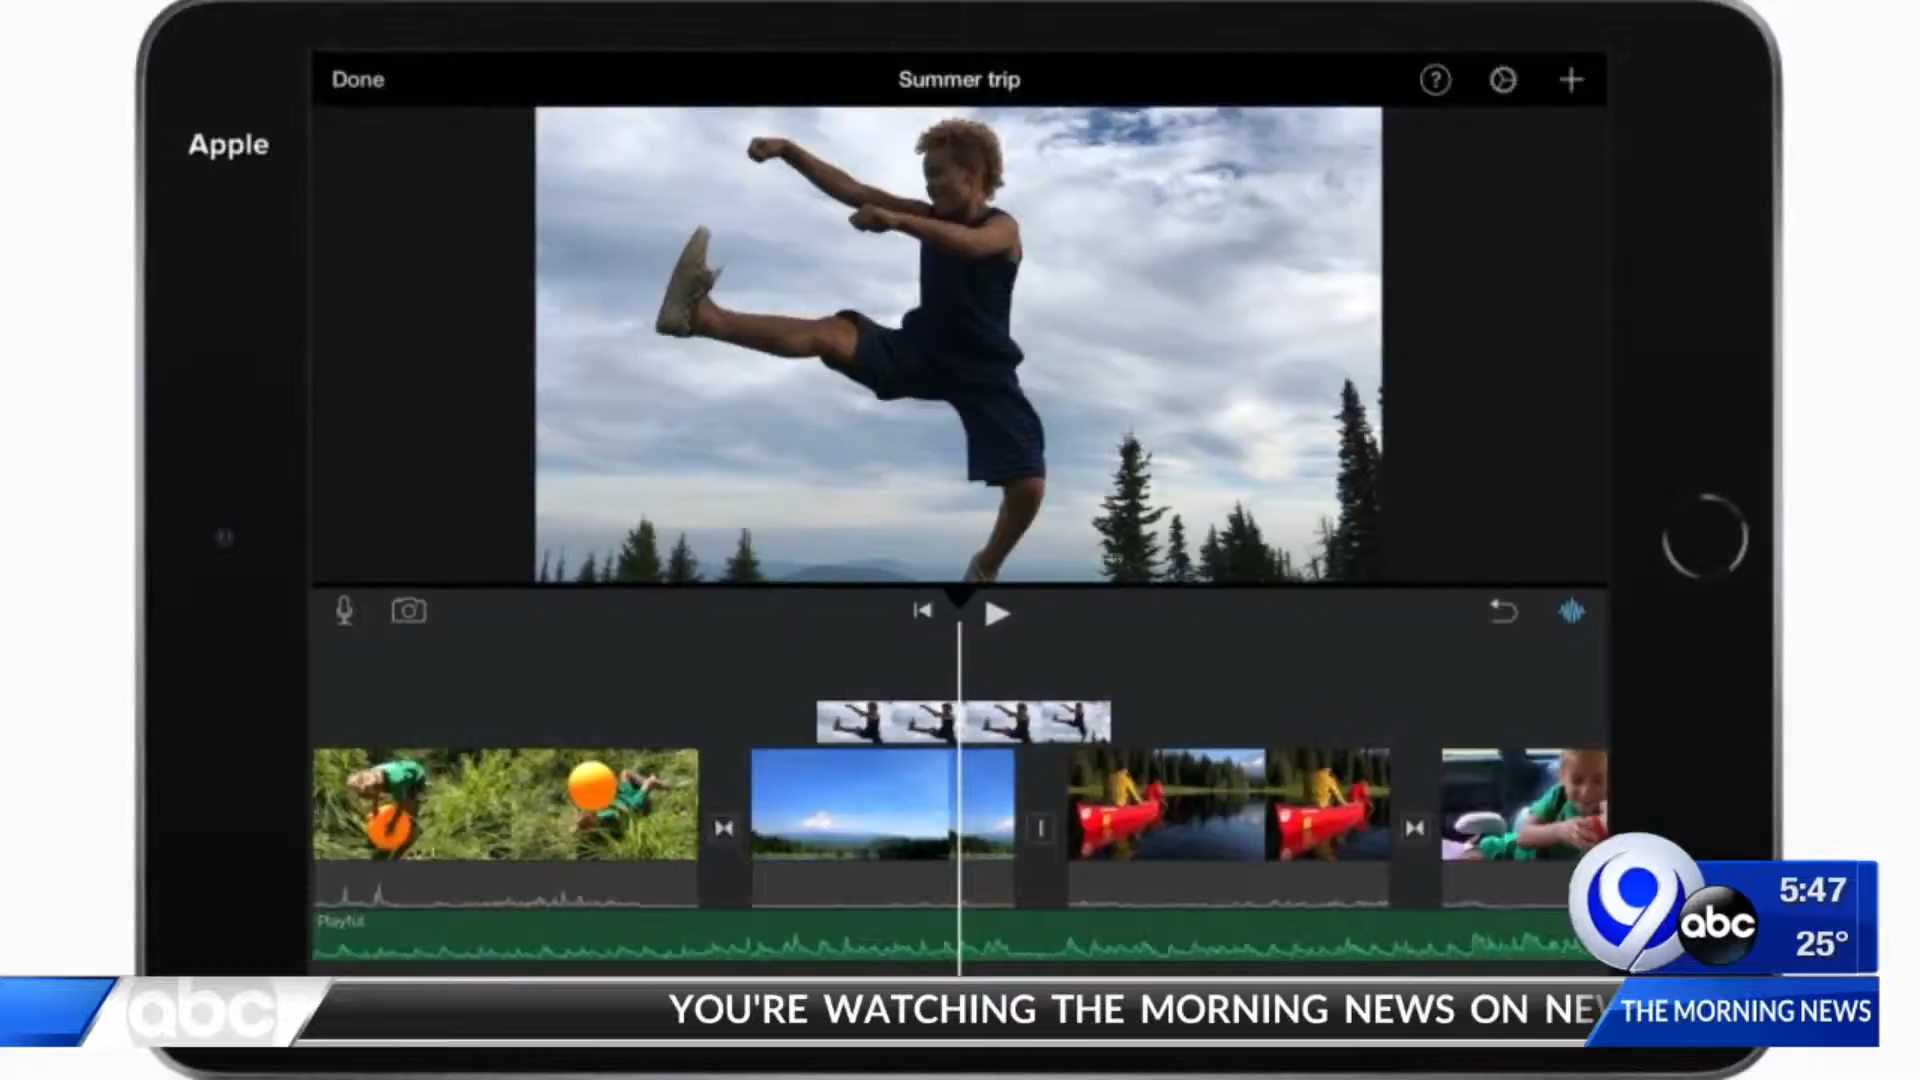 Done
Summer trip
?
Apple
Playful
9
abc
5:47
25°
abc
YOU'RE WATCHING THE MORNING NEWS ON
THE MORNING NEWS